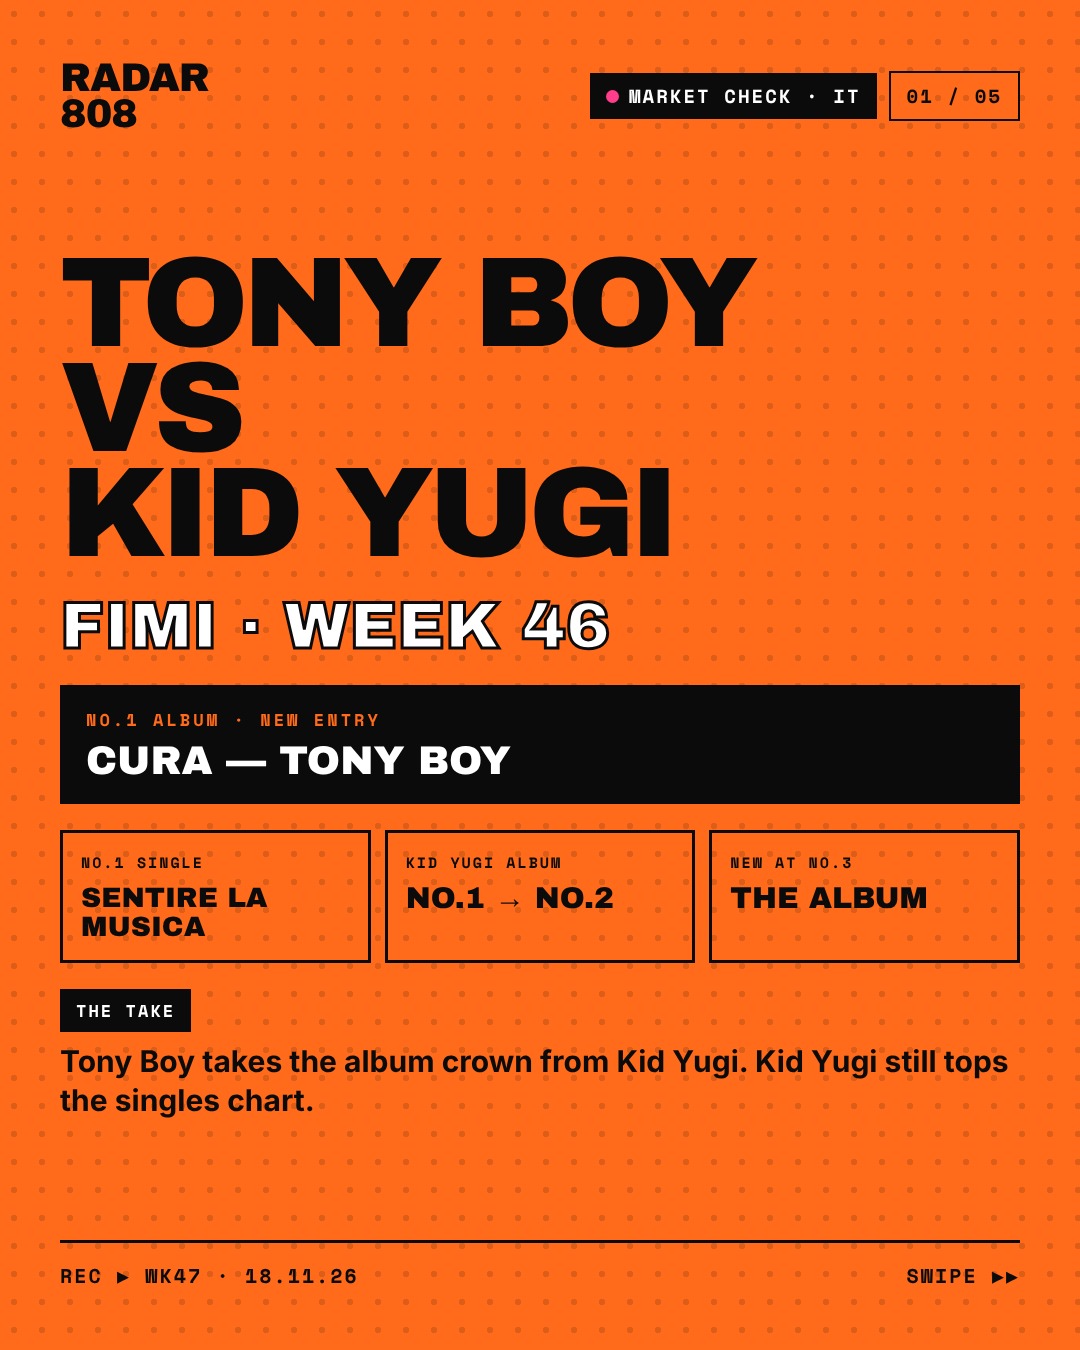 RADAR
808
MARKET CHECK · IT
01 / 05
TONY BOY
VS
KID YUGI
FIMI · WEEK 46
NO.1 ALBUM · NEW ENTRY
CURA — TONY BOY
NO.1 SINGLE
SENTIRE LA
MUSICA
KID YUGI ALBUM
NO.1 → NO.2
NEW AT NO.3
THE ALBUM
THE TAKE
Tony Boy takes the album crown from Kid Yugi. Kid Yugi still tops
the singles chart.
REC ▶ WK47 · 18.11.26
SWIPE ▶▶